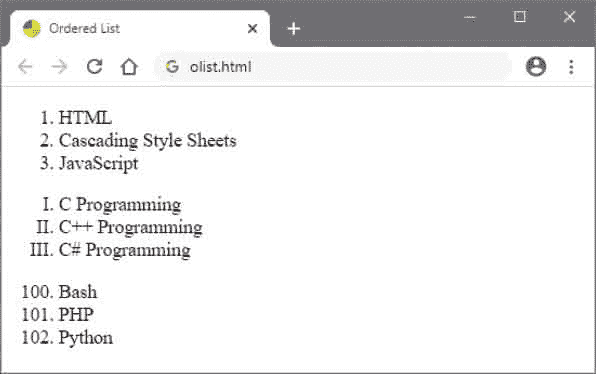 Ordered List
olist.html
1. HTML
2. Cascading Style Sheets
3. JavaScript
I. C Programming
II. C++ Programming
III. C# Programming
100. Bash
101. PHP
102. Python